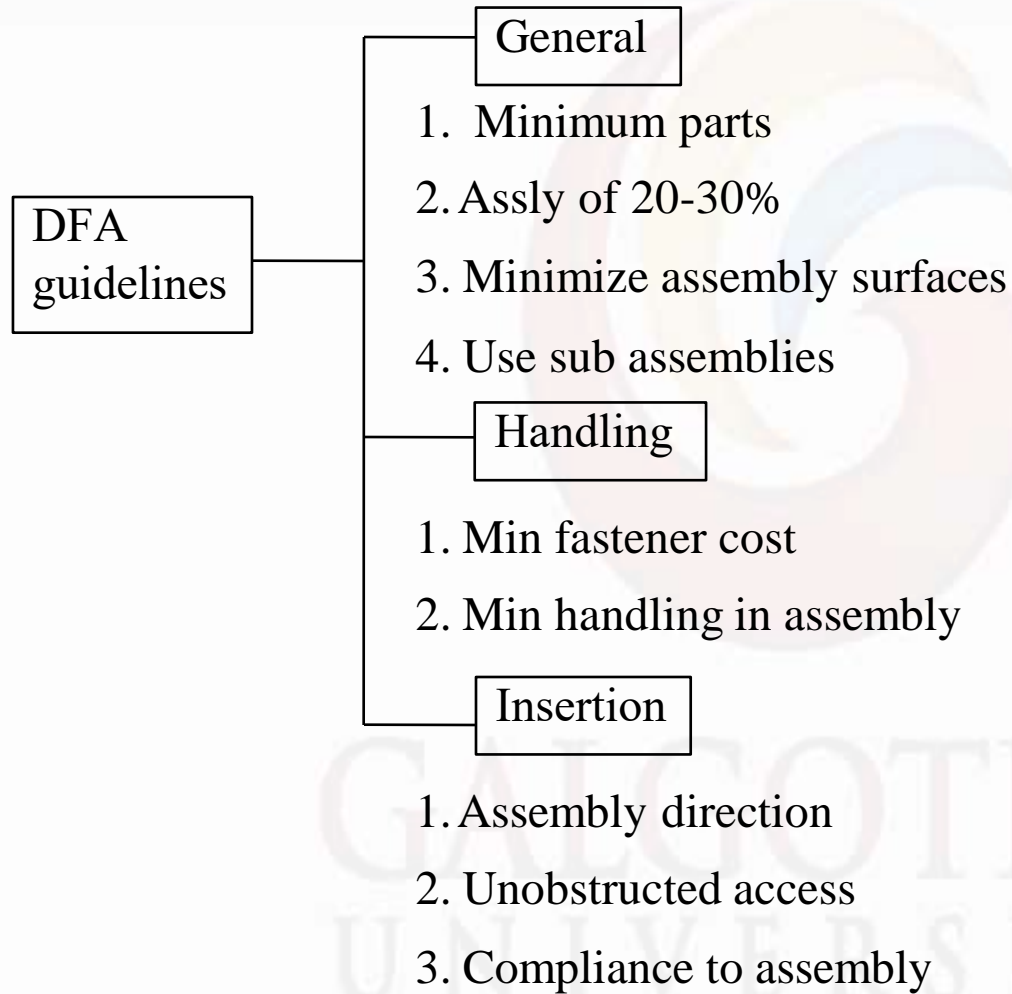 General
1. Minimum parts
DFA
guidelines
2. Assly of 20-30%
3. Minimize assembly surfaces
4. Use sub assemblies
Handling
1. Min fastener cost
2. Min handling in assembly
Insertion
1. Assembly direction
2. Unobstructed access
3. Compliance to assembly
GALGOT
UNIVERS